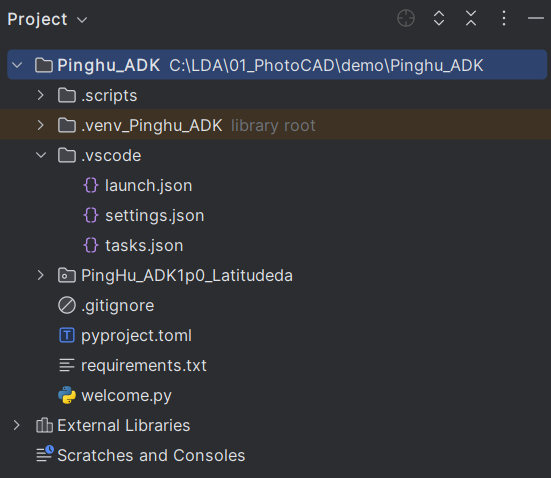 Project
Pinghu_ADK C:\LDA\01_PhotoCAD\demo\Pinghu_ADK
.scripts
.venv_Pinghu_ADK library root
.vscode
launch.json
settings.json
tasks.json
PingHu_ADK1p0_Latitudeda
.gitignore
pyproject.toml
requirements.txt
welcome.py
External Libraries
Scratches and Consoles